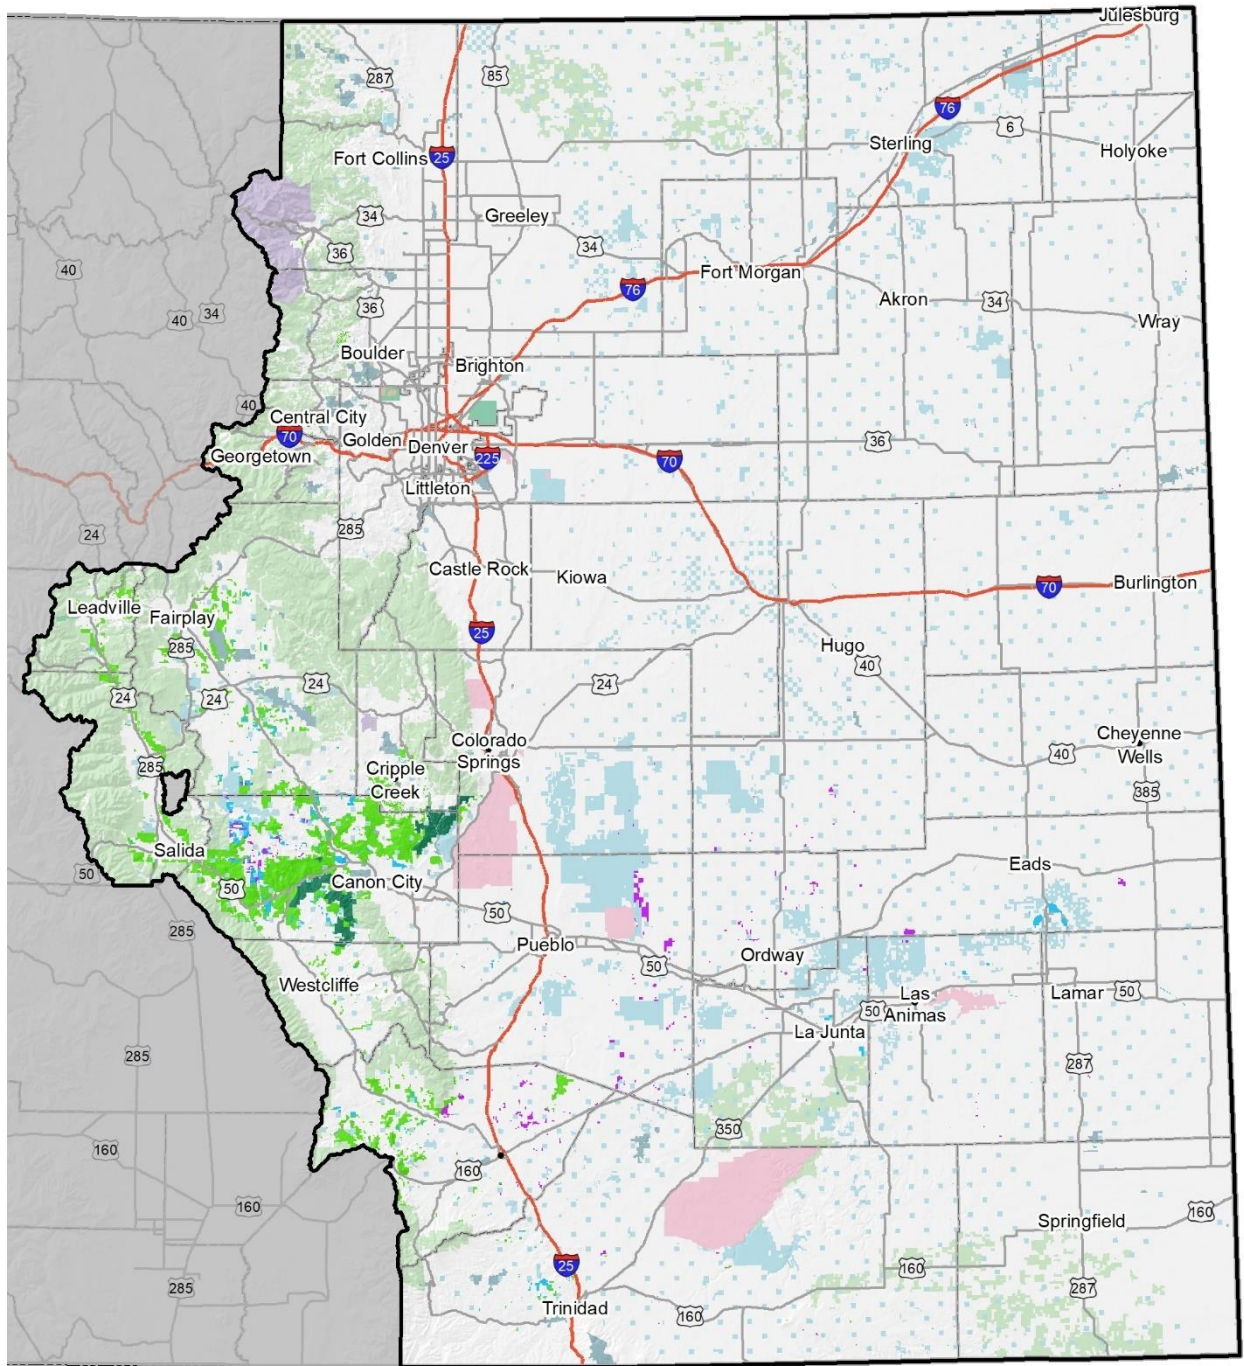 Julesburg
287
85
76
6
Sterling
Holyoke
Fort Collins
25
34
Greeley
34
36
40
76
Fort Morgan
Akron
34
Wray
40
34
36
Boulder
Brighton
40
Central City
70
Golden
Denver
Georgetown
225
70
36
Littleton
285
24
Castle Rock
Kiowa
70
Burlington
Leadville
Fairplay
285
25
Hugo
40
24
24
24
24
Colorado
Springs
40
Cheyenne
Wells
285
Cripple
Creek
385
Salida
50
50
Canon City
Eads
50
285
Pueblo
50
Ordway
Westcliffe
Las
Animas
50
Lamar
50
La Junta
285
287
350
160
160
160
Springfield
160
25
160
285
287
Trinidad
160